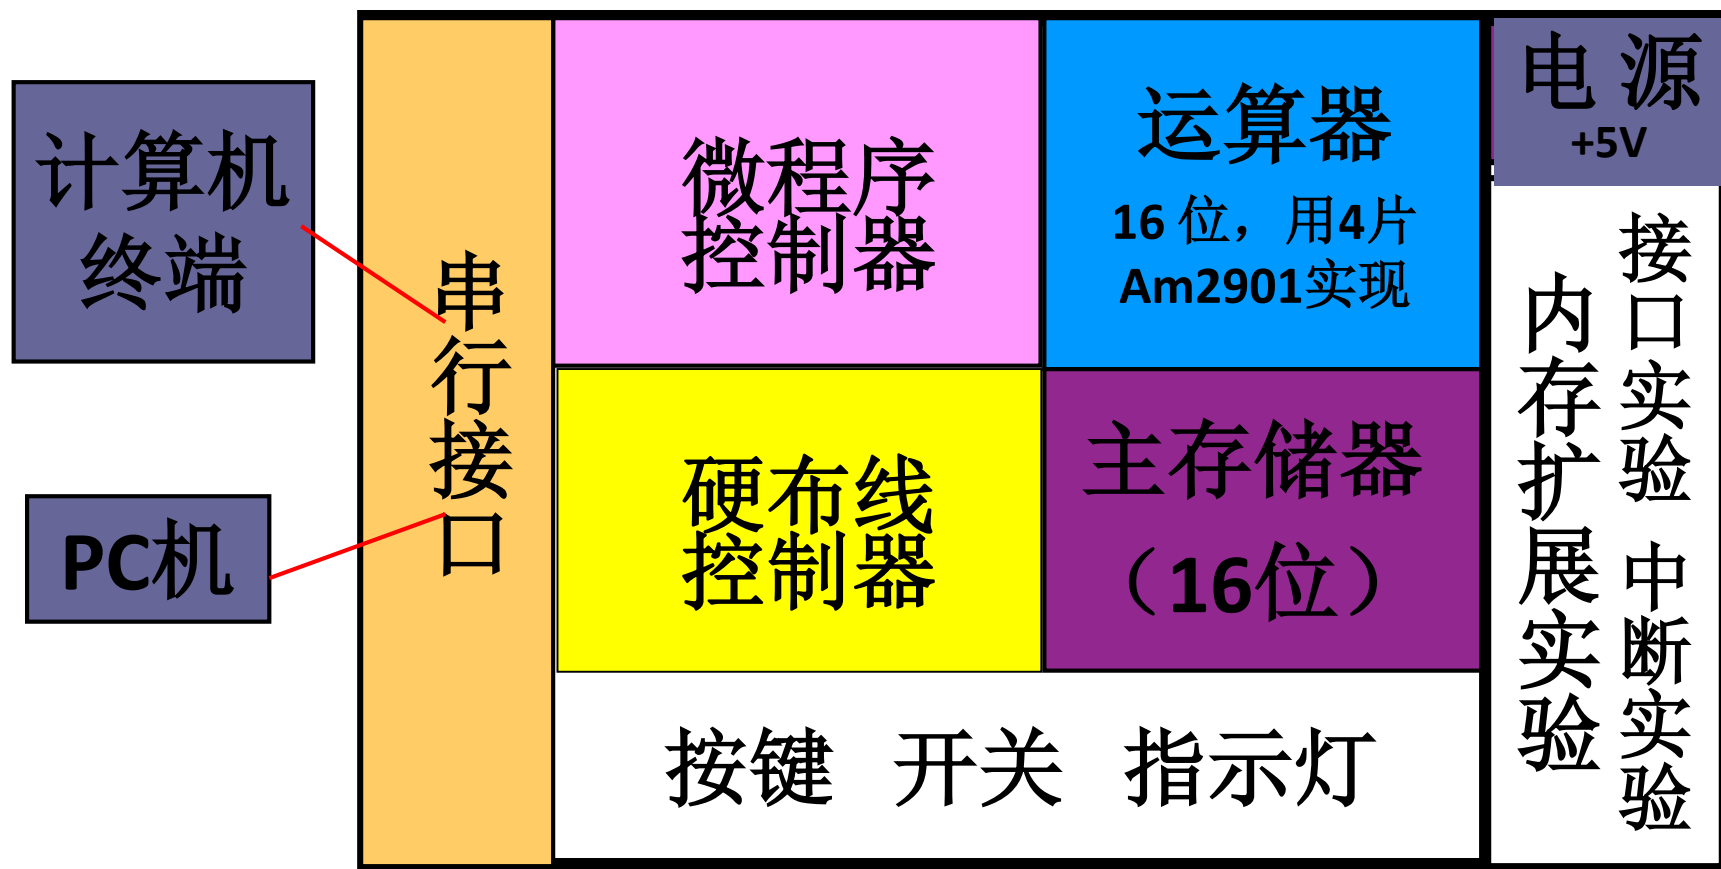 计算机
终端
PC机
串行接口
微程序
控制器
运算器
16 位，用4片
Am2901实现
硬布线
控制器
主存储器
（16位）
按键 开关 指示灯
电 源
+5V
内存扩展实验
接口实验 中断实验